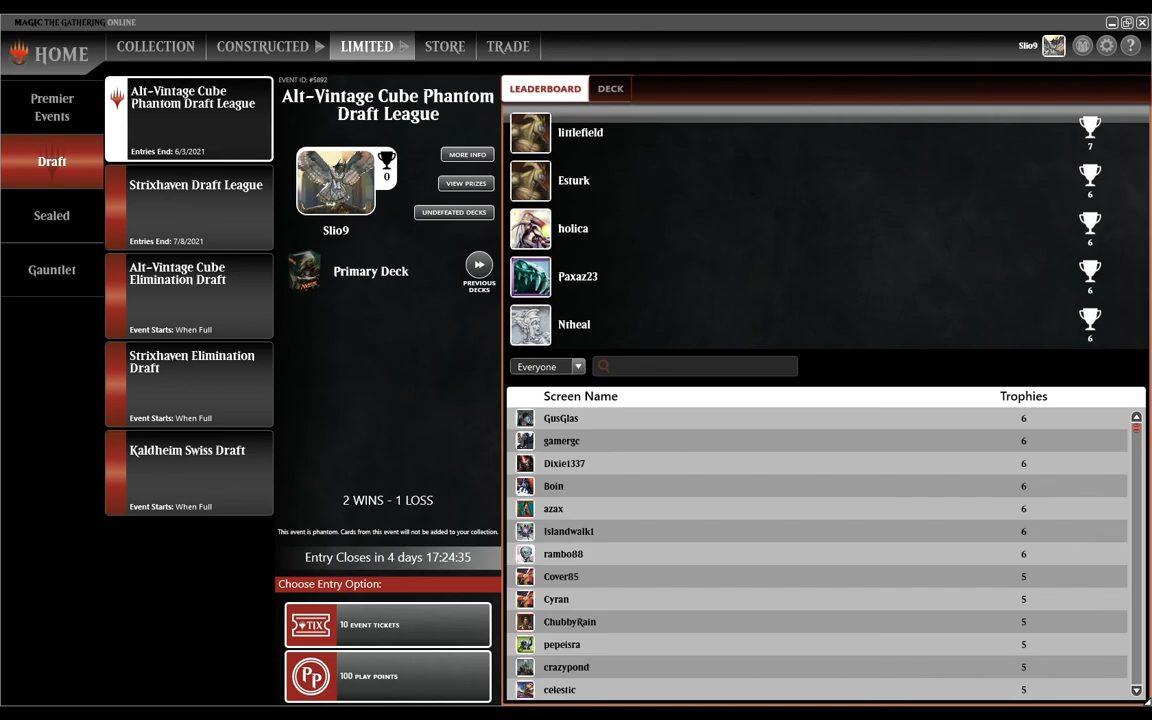 MAGIC THE GATHERING ONLINE
HOME
COLLECTION
CONSTRUCTED
LIMITED
STORE
TRADE
Slio9
Premier
Events
Draft
Sealed
Gauntlet
Alt-Vintage Cube
Phantom Draft League
Entries End: 6/3/2021
Strixhaven Draft League
Entries End: 7/8/2021
Alt-Vintage Cube
Elimination Draft
Event Starts: When Full
Strixhaven Elimination
Draft
Event Starts: When Full
Kaldheim Swiss Draft
Event Starts: When Full
EVENT ID: #5892
Alt-Vintage Cube Phantom
Draft League
0
MORE INFO
VIEW PRIZES
UNDEFEATED DECKS
Slio9
Primary Deck
PREVIOUS
DECKS
2 WINS - 1 LOSS
This event is phantom. Cards from this event will not be added to your collection.
Entry Closes in 4 days 17:24:35
Choose Entry Option:
TIX
10 EVENT TICKETS
PP
100 PLAY POINTS
LEADERBOARD
DECK
littlefield
7
Esturk
6
holica
6
Paxaz23
6
Ntheal
6
Everyone
Screen Name Trophies
GusGlas 6
gamergc 6
Dixie1337 6
Boin 6
azax 6
Islandwalk1 6
rambo88 6
Cover85 5
Cyran 5
ChubbyRain 5
pepeisra 5
crazypond 5
celestic 5